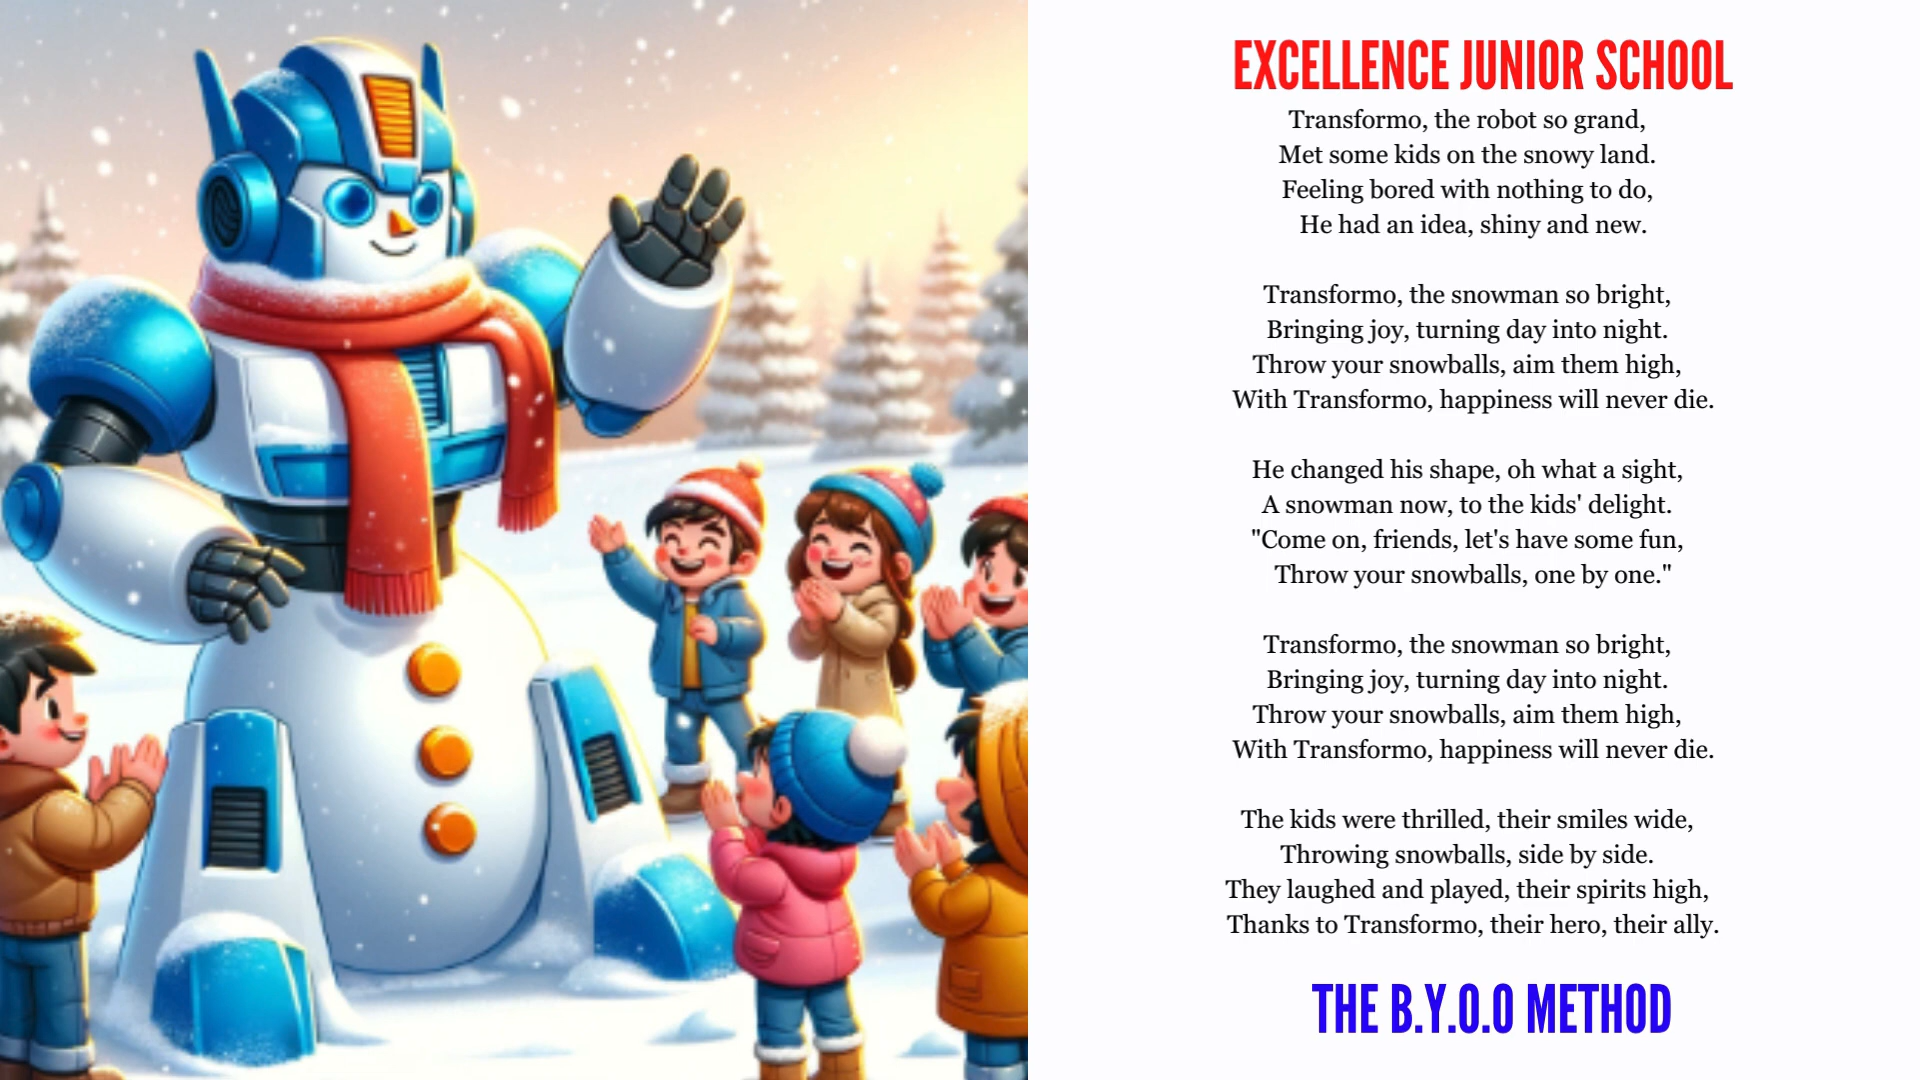 EXCELLENCE JUNIOR SCHOOL
Transformo, the robot so grand,
Met some kids on the snowy land.
Feeling bored with nothing to do,
He had an idea, shiny and new.
Transformo, the snowman so bright,
Bringing joy, turning day into night.
Throw your snowballs, aim them high,
With Transformo, happiness will never die.
He changed his shape, oh what a sight,
A snowman now, to the kids' delight.
"Come on, friends, let's have some fun,
Throw your snowballs, one by one."
Transformo, the snowman so bright,
Bringing joy, turning day into night.
Throw your snowballs, aim them high,
With Transformo, happiness will never die.
The kids were thrilled, their smiles wide,
Throwing snowballs, side by side.
They laughed and played, their spirits high,
Thanks to Transformo, their hero, their ally.
THE B.Y.O.O METHOD